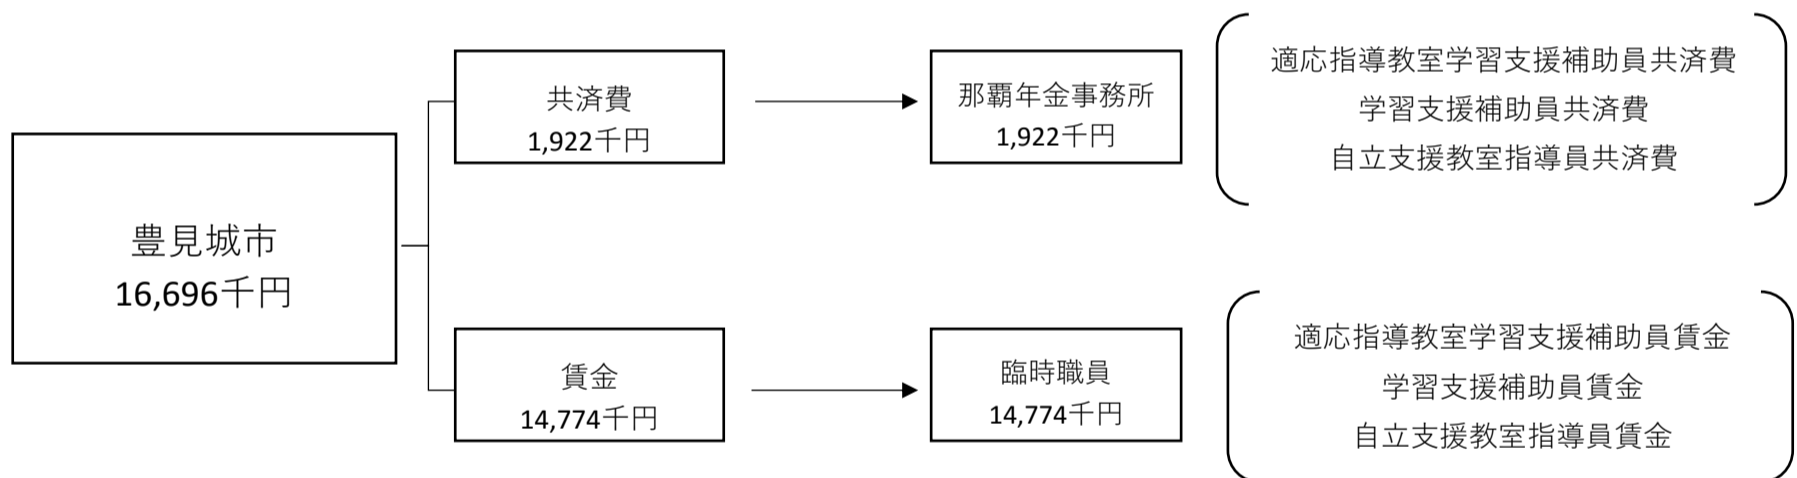 豊見城市
16,696千円
共済費
1,922千円
那覇年金事務所
1,922千円
適応指導教室学習支援補助員共済費
学習支援補助員共済費
自立支援教室指導員共済費
賃金
14,774千円
臨時職員
14,774千円
適応指導教室学習支援補助員賃金
学習支援補助員賃金
自立支援教室指導員賃金